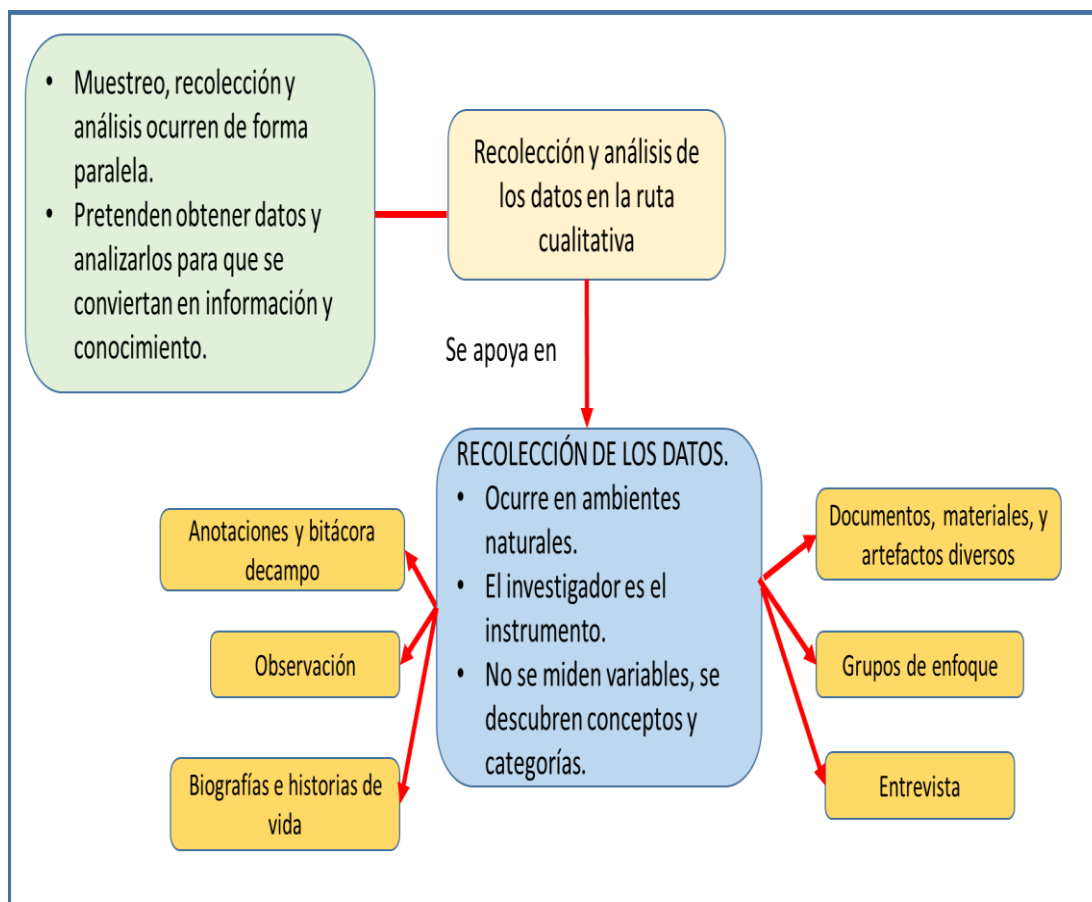 • Muestreo, recolección y
análisis ocurren de forma
paralela.
• Pretenden obtener datos y
analizarlos para que se
conviertan en información y
conocimiento.
Recolección y análisis de
los datos en la ruta
cualitativa
Se apoya en
RECOLECCIÓN DE LOS DATOS.
• Ocurre en ambientes
naturales.
• El investigador es el
instrumento.
• No se miden variables, se
descubren conceptos y
categorías.
Anotaciones y bitácora
decampo
Observación
Biografías e historias de
vida
Documentos, materiales, y
artefactos diversos
Grupos de enfoque
Entrevista